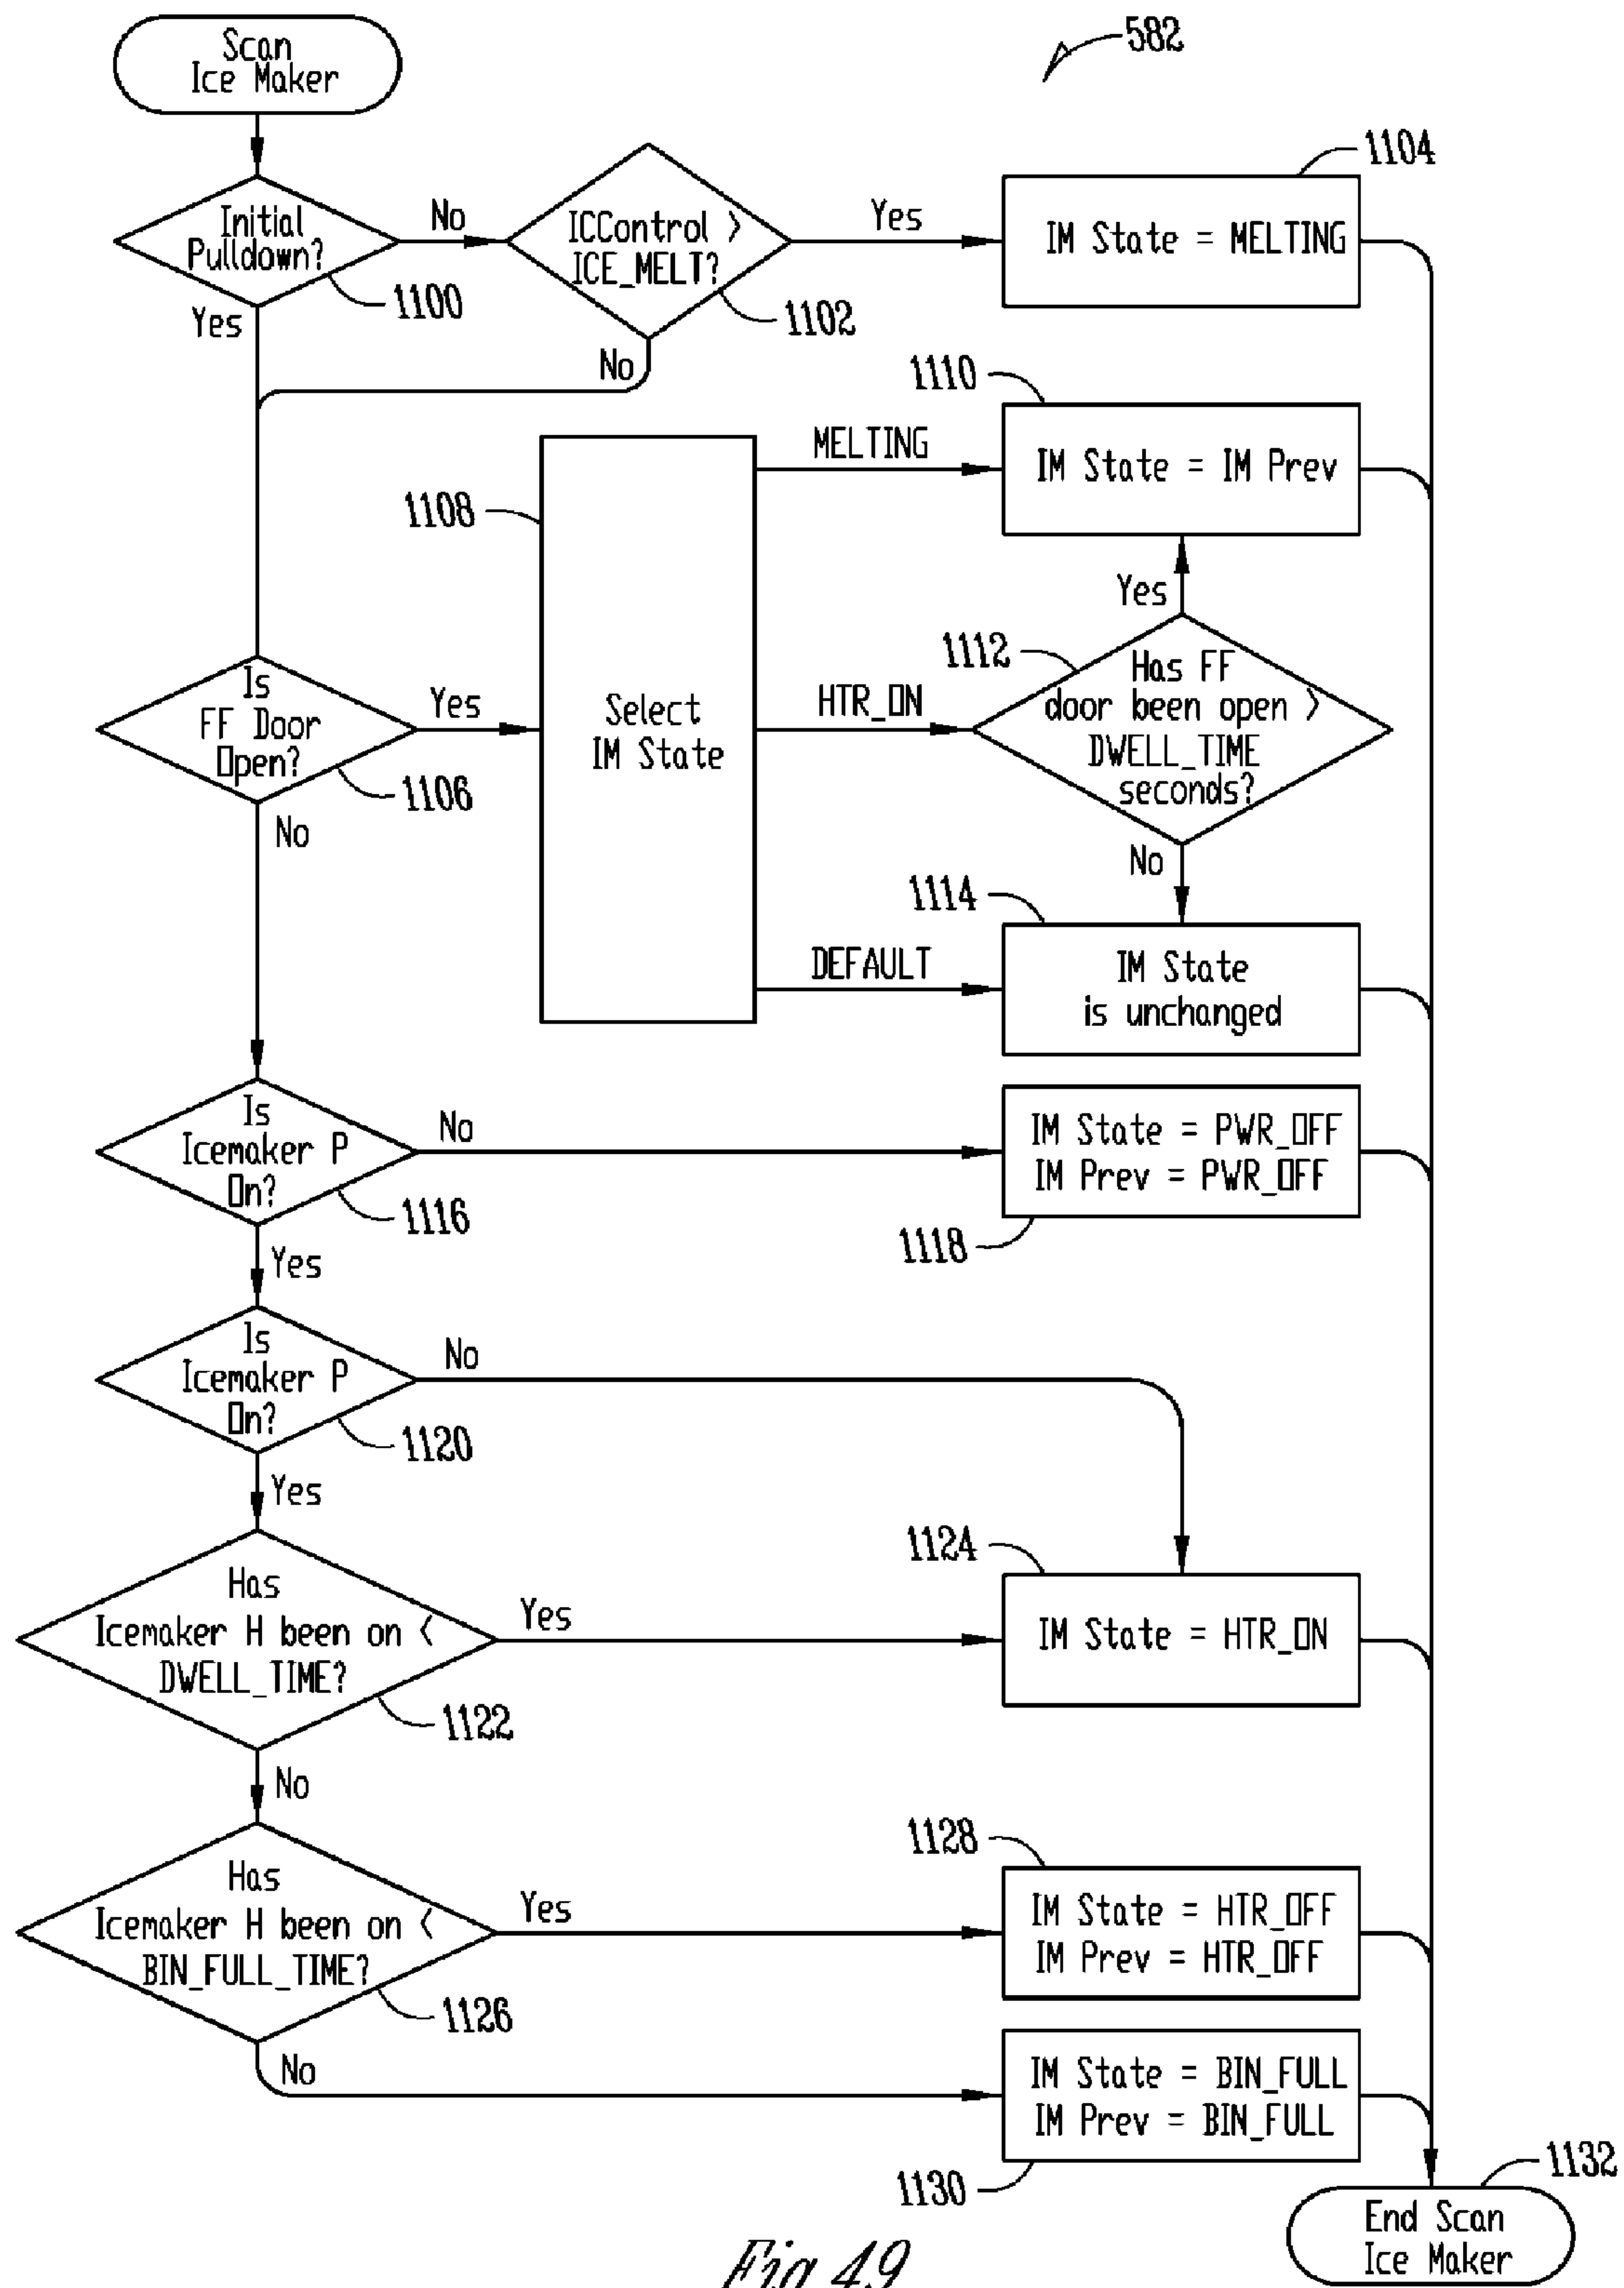 Scan
Ice Maker
582
Initial
Pulldown?
1100
No
Yes
ICControl >
ICE_MELT?
1102
Yes
No
1104
IM State = MELTING
1106
Is
FF Door
Open?
Yes
No
1108
Select
IM State
MELTING
HTR_ON
DEFAULT
1110
IM State = IM Prev
Yes
1112
Has FF
door been open >
DWELL_TIME
seconds?
No
1114
IM State
is unchanged
Is
Icemaker P
On?
1116
No
Yes
IM State = PWR_OFF
IM Prev = PWR_OFF
1118
Is
Icemaker P
On?
1120
No
Yes
Has
Icemaker H been on <
DWELL_TIME?
1122
Yes
No
1124
IM State = HTR_ON
Has
Icemaker H been on <
BIN_FULL_TIME?
1126
Yes
No
1128
IM State = HTR_OFF
IM Prev = HTR_OFF
IM State = BIN_FULL
IM Prev = BIN_FULL
1130
1132
End Scan
Ice Maker
Fig 49